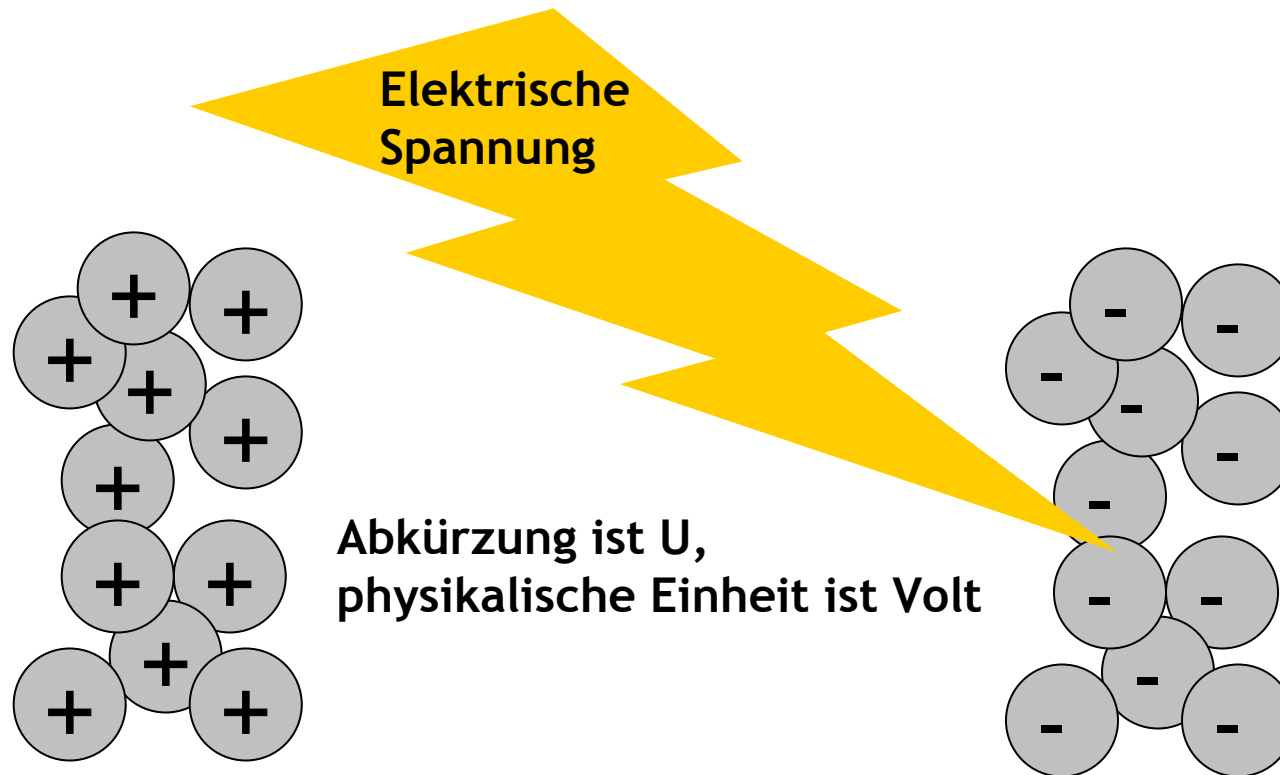 Elektrische
Spannung
+ + + + + + + + + + +
- - - - - - - - - - -
Abkürzung ist U,
physikalische Einheit ist Volt